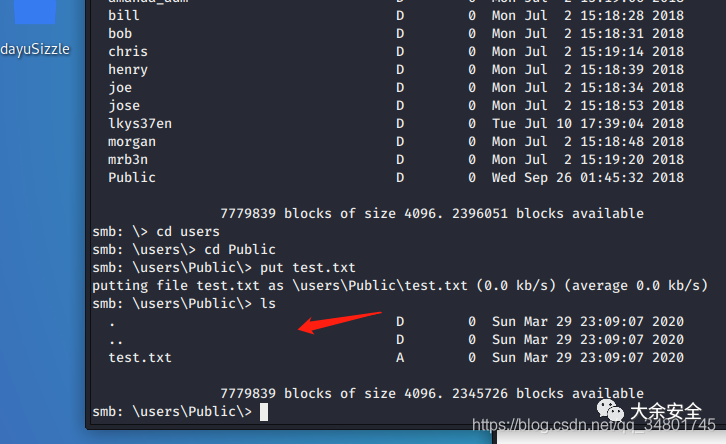 amanda_adm D 0 Mon Jul 2 15:19:06 2018
bill D 0 Mon Jul 2 15:18:28 2018
bob D 0 Mon Jul 2 15:18:31 2018
chris D 0 Mon Jul 2 15:19:14 2018
henry D 0 Mon Jul 2 15:18:39 2018
joe D 0 Mon Jul 2 15:18:34 2018
jose D 0 Mon Jul 2 15:18:53 2018
lkys37en D 0 Tue Jul 10 17:39:04 2018
morgan D 0 Mon Jul 2 15:18:48 2018
mrb3n D 0 Mon Jul 2 15:19:20 2018
Public D 0 Wed Sep 26 01:45:32 2018
7779839 blocks of size 4096. 2396051 blocks available
smb: \> cd users
smb: \users\> cd Public
smb: \users\Public\> put test.txt
putting file test.txt as \users\Public\test.txt (0.0 kb/s) (average 0.0 kb/s)
smb: \users\Public\> ls
. D 0 Sun Mar 29 23:09:07 2020
.. D 0 Sun Mar 29 23:09:07 2020
test.txt A 0 Sun Mar 29 23:09:07 2020
7779839 blocks of size 4096. 2345726 blocks available
smb: \users\Public\>
dayuSizzle
大余安全
https://blog.csdn.net/qq_34801745